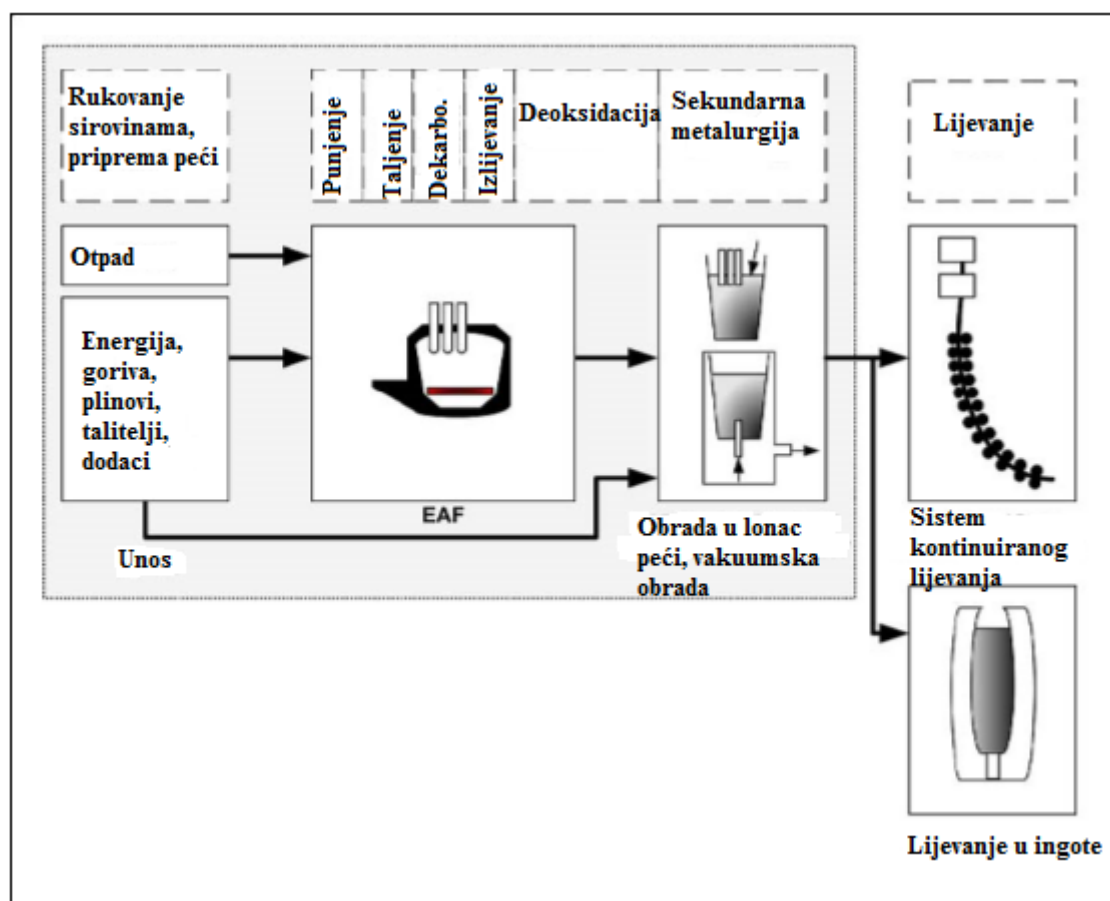 Rukovanje
sirovinama,
priprema peći
Punjenje
Taljenje
Dekarbo.
Izlijevanje
Deoksidacija
Sekundarna
metalurgija
Lijevanje
Otpad
Energija,
goriva,
plinovi,
talitelji,
dodaci
EAF
Unos
Obrada u lonac
peći, vakuumska
obrada
Sistem
kontinuiranog
lijevanja
Lijevanje u ingote